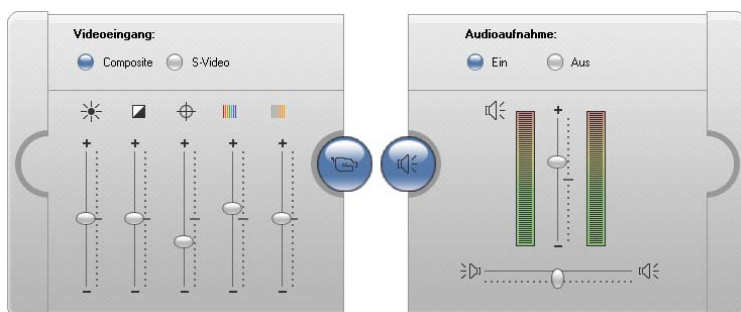 Videoeingang:
Composite
S-Video
Audioaufnahme:
Ein
Aus